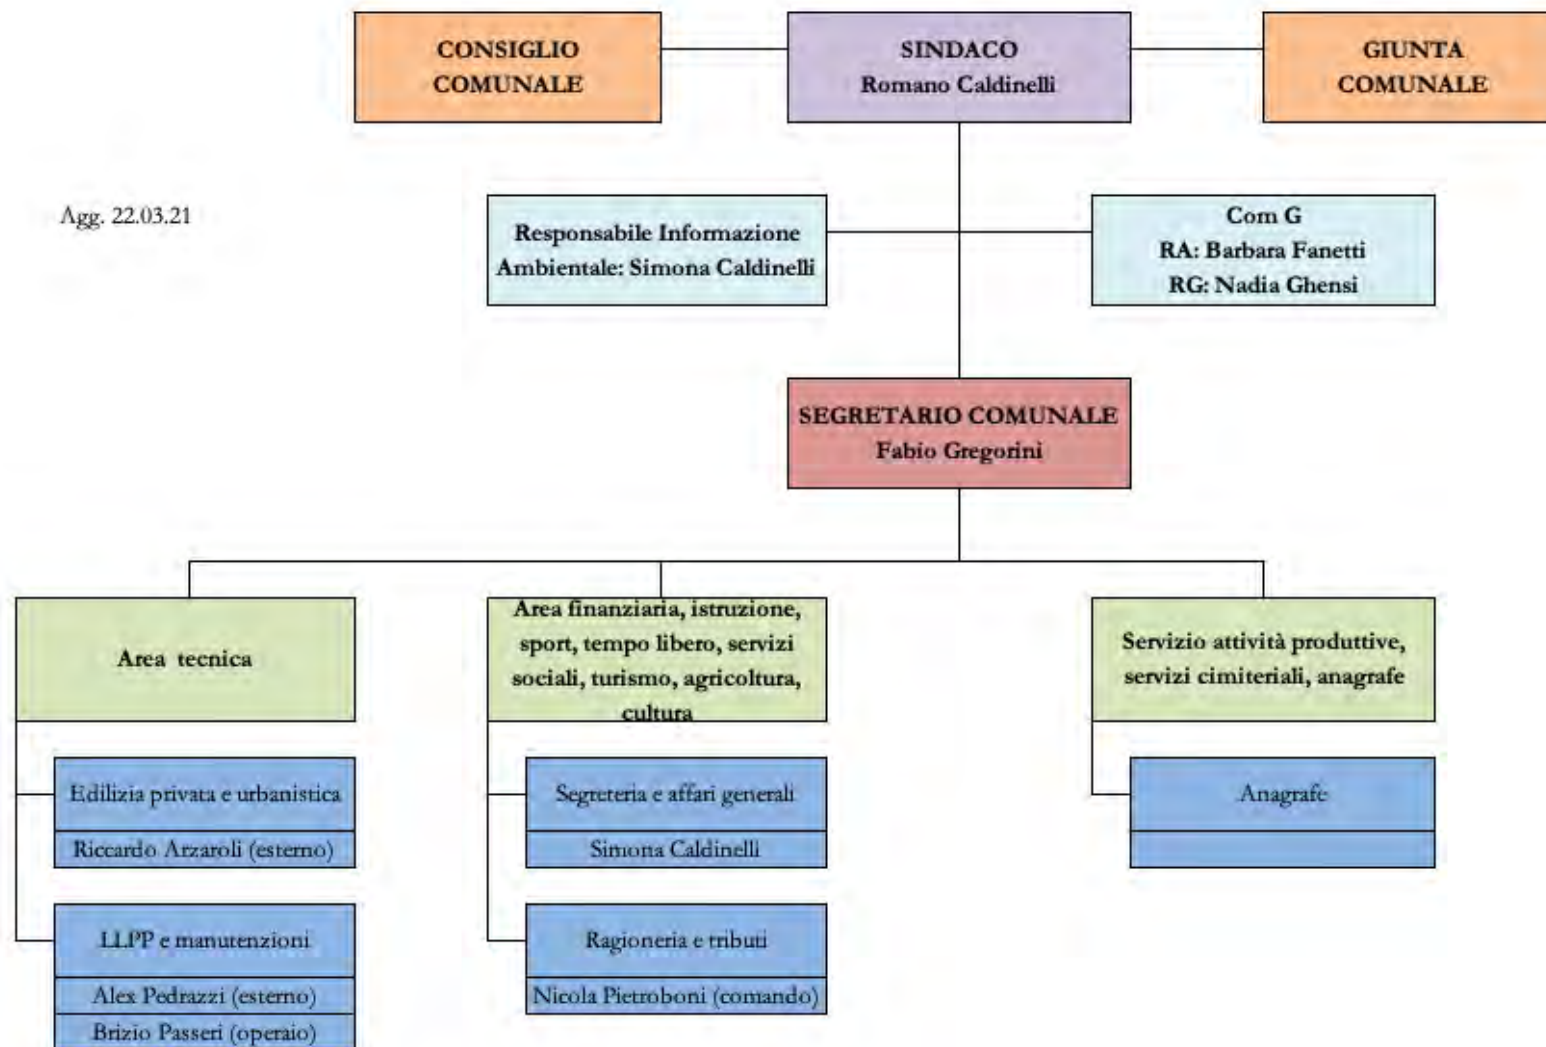 CONSIGLIO
COMUNALE
SINDACO
Romano Caldinelli
GIUNTA
COMUNALE
Agg. 22.03.21
Responsabile Informazione
Ambientale: Simona Caldinelli
Com G
RA: Barbara Fanetti
RG: Nadia Ghensi
SEGRETARIO COMUNALE
Fabio Gregorini
Area tecnica
Area finanziaria, istruzione,
sport, tempo libero, servizi
sociali, turismo, agricoltura,
cultura
Servizio attività produttive,
servizi cimiteriali, anagrafe
Edilizia privata e urbanistica
Riccardo Arzaroli (esterno)
Segreteria e affari generali
Simona Caldinelli
Anagrafe
LLPP e manutenzioni
Alex Pedrazzi (esterno)
Brizio Passeri (operaio)
Ragioneria e tributi
Nicola Pietroboni (comando)